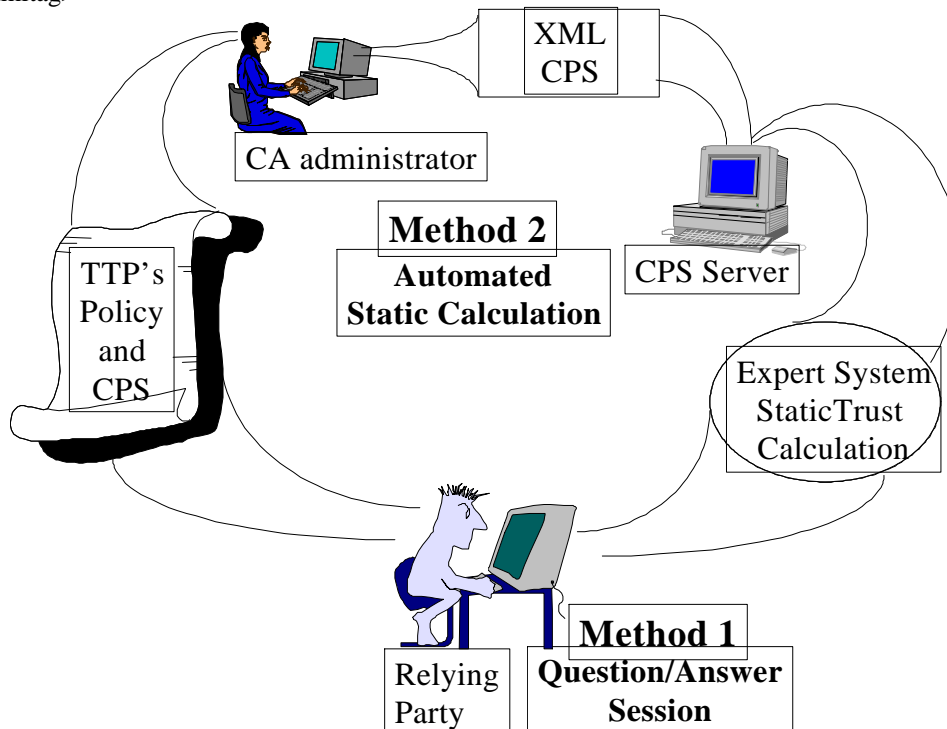 XML
CPS
CA administrator
Method 2
Automated
Static Calculation
CPS Server
TTP's
Policy
and
CPS
Expert System
StaticTrust
Calculation
Method 1
Question/Answer
Session
Relying
Party